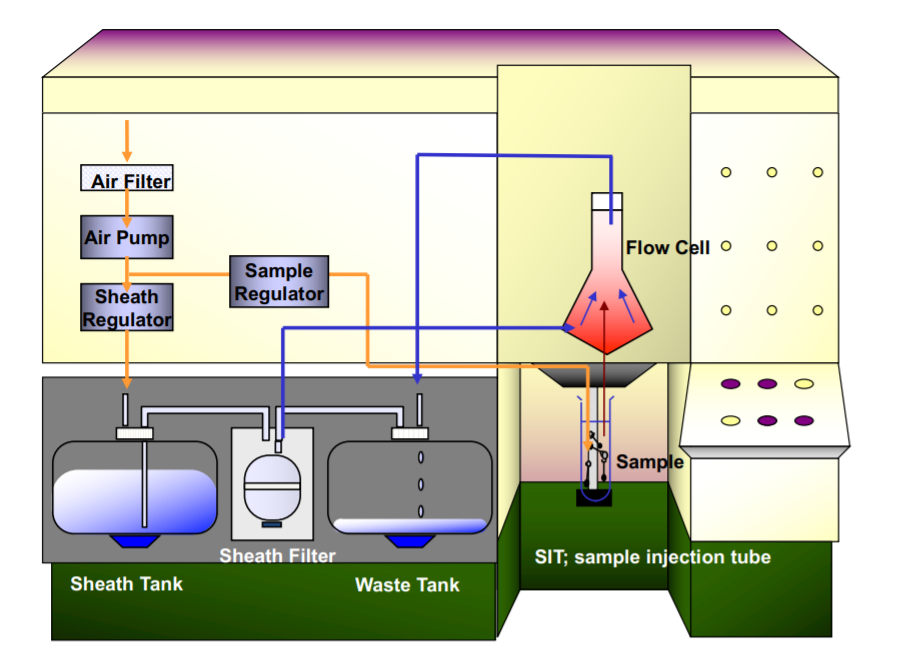 Air Filter
Air Pump
Flow Cell
Sample
Regulator
Sheath
Regulator
Sample
Sheath Filter
SIT; sample injection tube
Sheath Tank
Waste Tank